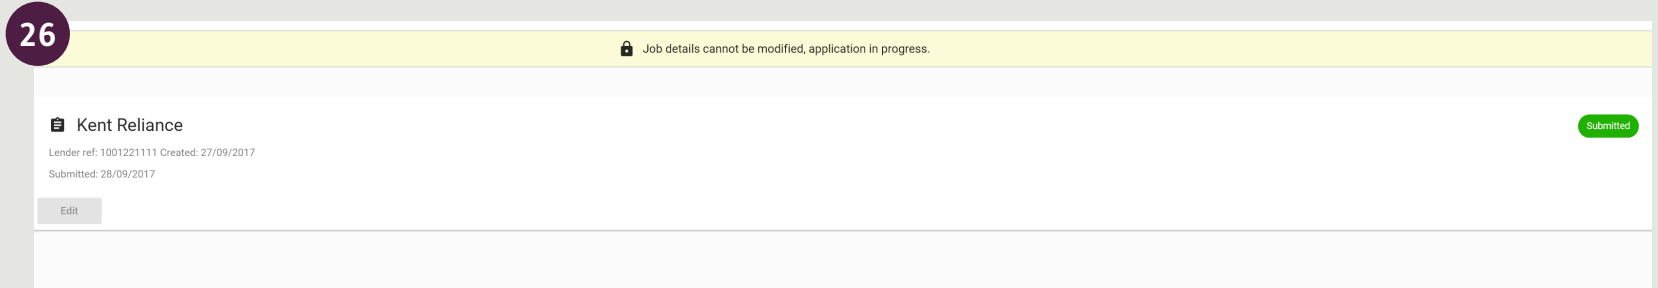 26
Job details cannot be modified, application in progress.
Kent Reliance
Submitted
Lender ref: 1001221111 Created: 27/09/2017
Submitted: 28/09/2017
Edit